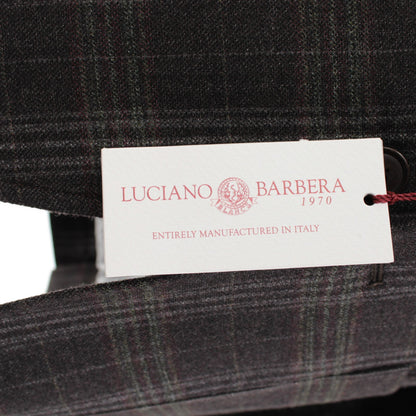 LUCIANO BARBERA
1970
ENTIRELY MANUFACTURED IN ITALY